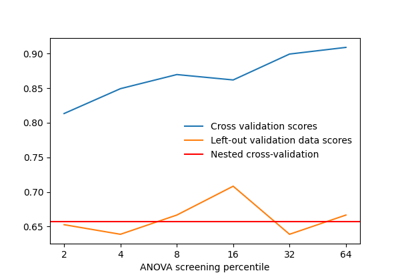 0.90
0.85
0.80
0.75
0.70
0.65
Cross validation scores
Left-out validation data scores
Nested cross-validation
2 4 8 16 32 64
ANOVA screening percentile